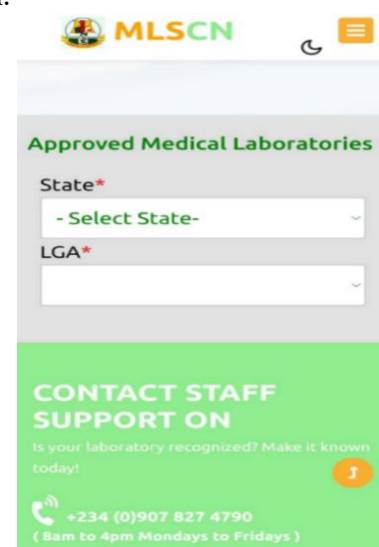 MLSCN
Approved Medical Laboratories
State*
- Select State-
LGA*
CONTACT STAFF
SUPPORT ON
Is your laboratory recognized? Make it known
today!
+234 (0)907 827 4790
( 8am to 4pm Mondays to Fridays )